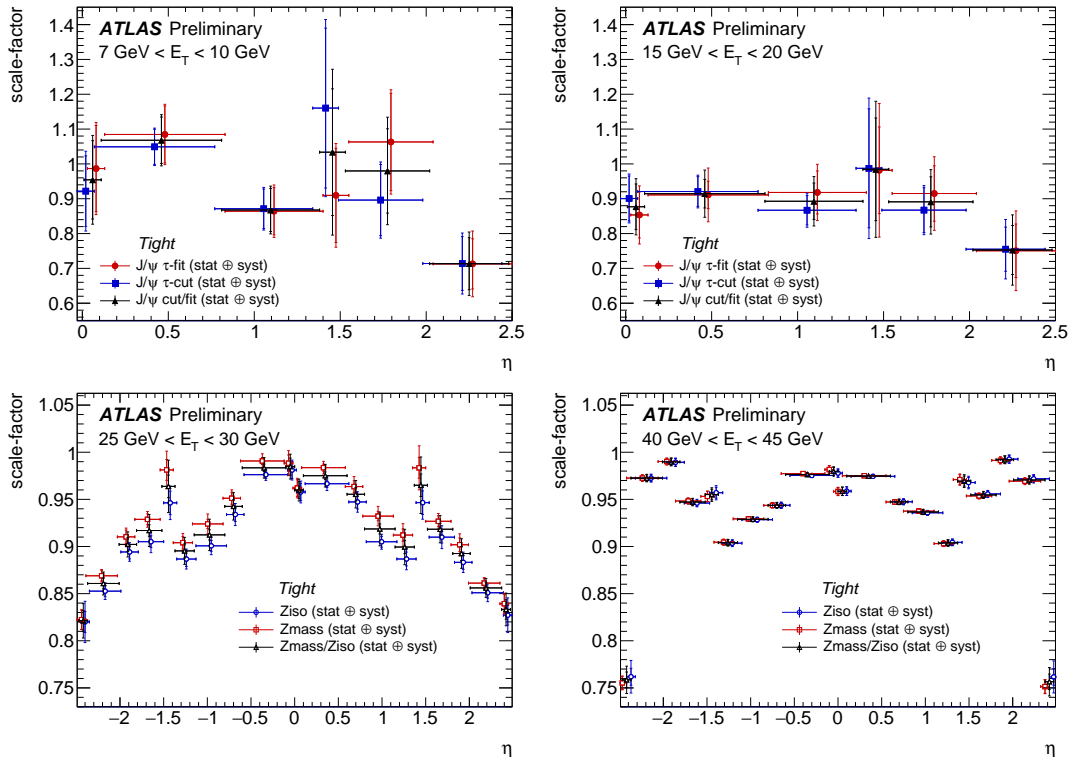 ATLAS Preliminary
7 GeV < E_T < 10 GeV
scale-factor
1.4
1.3
1.2
1.1
1
0.9
0.8
0.7
0.6
Tight
J/ψ τ-fit (stat ⊕ syst)
J/ψ τ-cut (stat ⊕ syst)
J/ψ cut/fit (stat ⊕ syst)
0 0.5 1 1.5 2 2.5
η
ATLAS Preliminary
15 GeV < E_T < 20 GeV
scale-factor
1.4
1.3
1.2
1.1
1
0.9
0.8
0.7
0.6
Tight
J/ψ τ-fit (stat ⊕ syst)
J/ψ τ-cut (stat ⊕ syst)
J/ψ cut/fit (stat ⊕ syst)
0 0.5 1 1.5 2 2.5
η
ATLAS Preliminary
25 GeV < E_T < 30 GeV
scale-factor
1.05
1
0.95
0.9
0.85
0.8
0.75
Tight
Ziso (stat ⊕ syst)
Zmass (stat ⊕ syst)
Zmass/Ziso (stat ⊕ syst)
−2 −1.5 −1 −0.5 0 0.5 1 1.5 2
η
ATLAS Preliminary
40 GeV < E_T < 45 GeV
scale-factor
1.05
1
0.95
0.9
0.85
0.8
0.75
Tight
Ziso (stat ⊕ syst)
Zmass (stat ⊕ syst)
Zmass/Ziso (stat ⊕ syst)
−2 −1.5 −1 −0.5 0 0.5 1 1.5 2
η